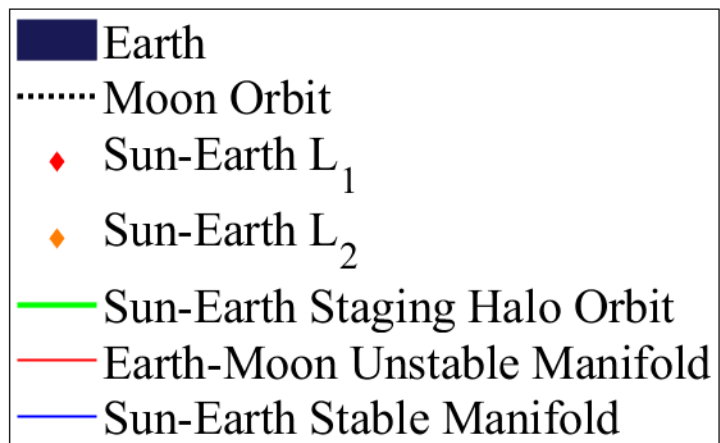 Earth
Moon Orbit
Sun-Earth L1
Sun-Earth L2
Sun-Earth Staging Halo Orbit
Earth-Moon Unstable Manifold
Sun-Earth Stable Manifold